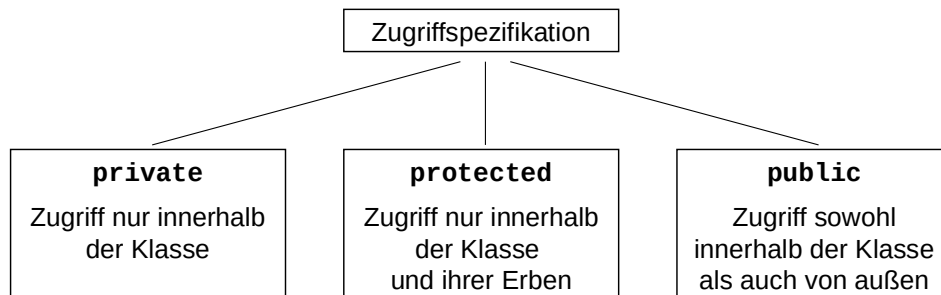 Zugriffspezifikation
private
Zugriff nur innerhalb
der Klasse
protected
Zugriff nur innerhalb
der Klasse
und ihrer Erben
public
Zugriff sowohl
innerhalb der Klasse
als auch von außen